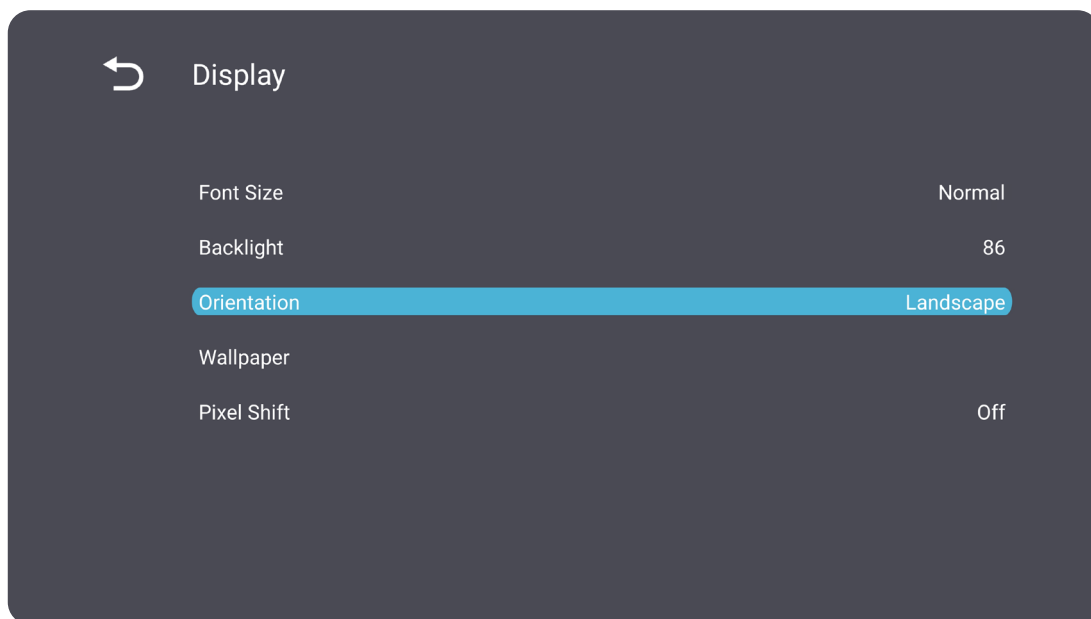 Display
Font Size Normal
Backlight 86
Orientation Landscape
Wallpaper
Pixel Shift Off